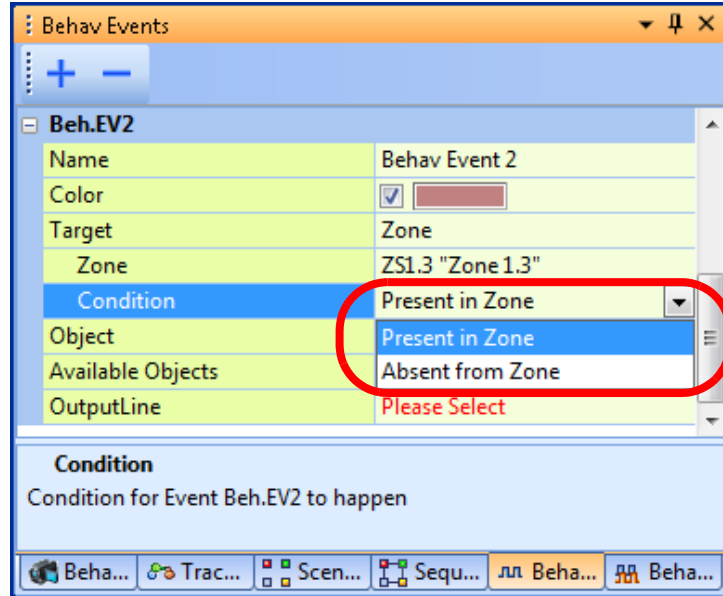 Behav Events
Beh.EV2
Name Behav Event 2
Color
Target Zone
Zone ZS1.3 "Zone 1.3"
Condition Present in Zone
Object Present in Zone
Available Objects Absent from Zone
OutputLine Please Select
Condition
Condition for Event Beh.EV2 to happen
Beha... Trac... Scen... Sequ... Beha... Beha...